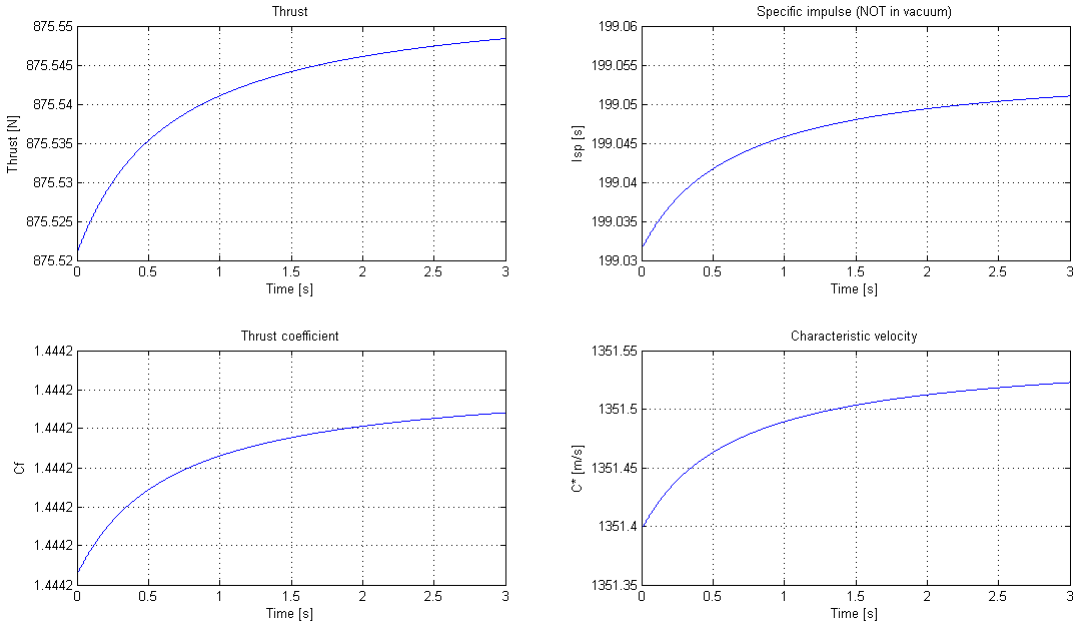 Thrust
875.55
875.545
875.54
875.535
875.53
875.525
875.52
Thrust [N]
0 0.5 1 1.5 2 2.5 3
Time [s]
Specific impulse (NOT in vacuum)
199.06
199.055
199.05
199.045
199.04
199.035
199.03
Isp [s]
0 0.5 1 1.5 2 2.5 3
Time [s]
Thrust coefficient
1.4442
1.4442
1.4442
1.4442
1.4442
1.4442
1.4442
Cf
0 0.5 1 1.5 2 2.5 3
Time [s]
Characteristic velocity
1351.55
1351.5
1351.45
1351.4
1351.35
C* [m/s]
0 0.5 1 1.5 2 2.5 3
Time [s]